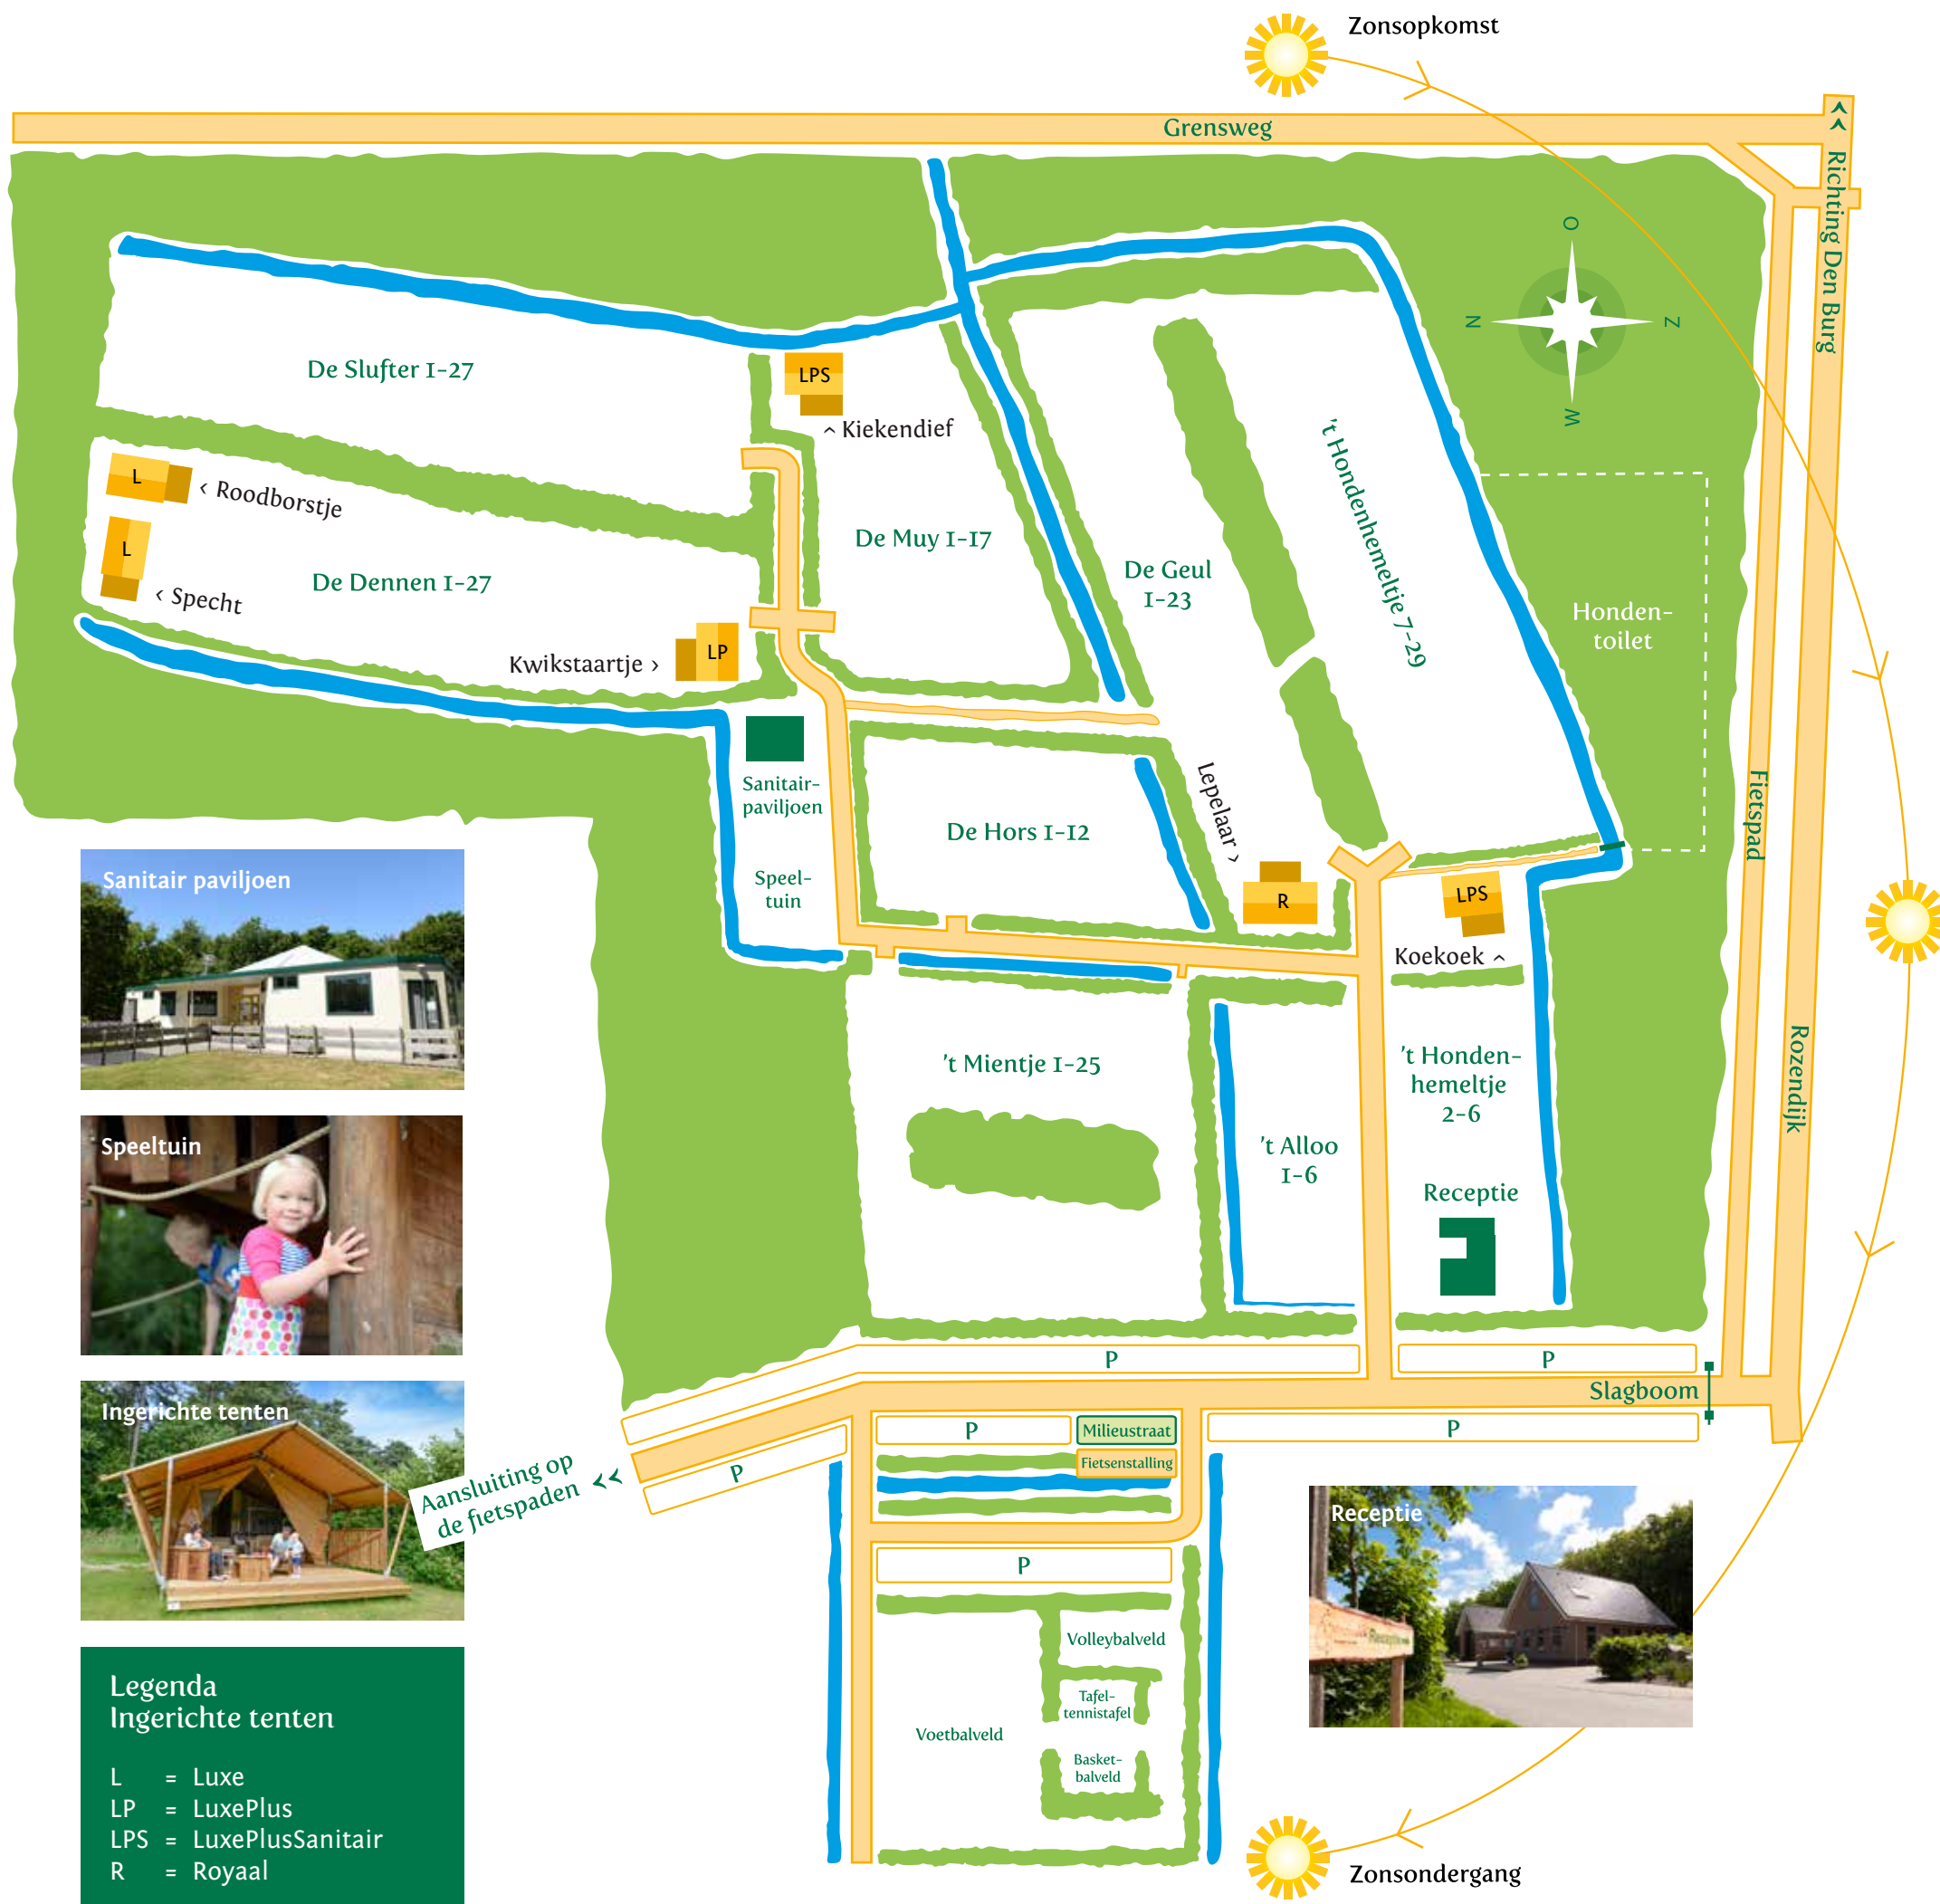 Zonsopkomst
Grensweg
Richting Den Burg
O
N
Z
W
De Slufter 1-27
LPS
^ Kiekendief
L
‹ Roodborstje
L
‹ Specht
De Dennen 1-27
De Muy 1-17
De Geul
1-23
't Hondenhemeltje 7-29
Honden-
toilet
Kwikstaartje ›
LP
Sanitair-
paviljoen
Speel-
tuin
De Hors 1-12
Lepelaar ›
R
LPS
Koekoek ^
Fietspad
Rozendijk
Sanitair paviljoen
't Mientje 1-25
't Honden-
hemeltje
2-6
't Alloo
1-6
Receptie
Speeltuin
P
P
Slagboom
Ingerichte tenten
P
Milieustraat
P
Fietsenstalling
P
Aansluiting op
de fietspaden
P
Receptie
Receptie
Volleybalveld
Tafel-
tennistafel
Voetbalveld
Basket-
balveld
Legenda
Ingerichte tenten
L = Luxe
LP = LuxePlus
LPS = LuxePlusSanitair
R = Royaal
Zonsondergang